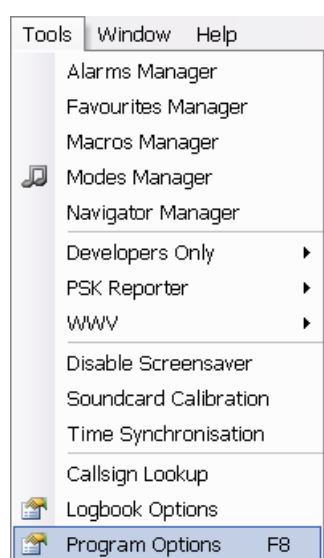 Tools Window Help
Alarms Manager
Favourites Manager
Macros Manager
Modes Manager
Navigator Manager
Developers Only
PSK Reporter
WWV
Disable Screensaver
Soundcard Calibration
Time Synchronisation
Callsign Lookup
Logbook Options
Program Options F8